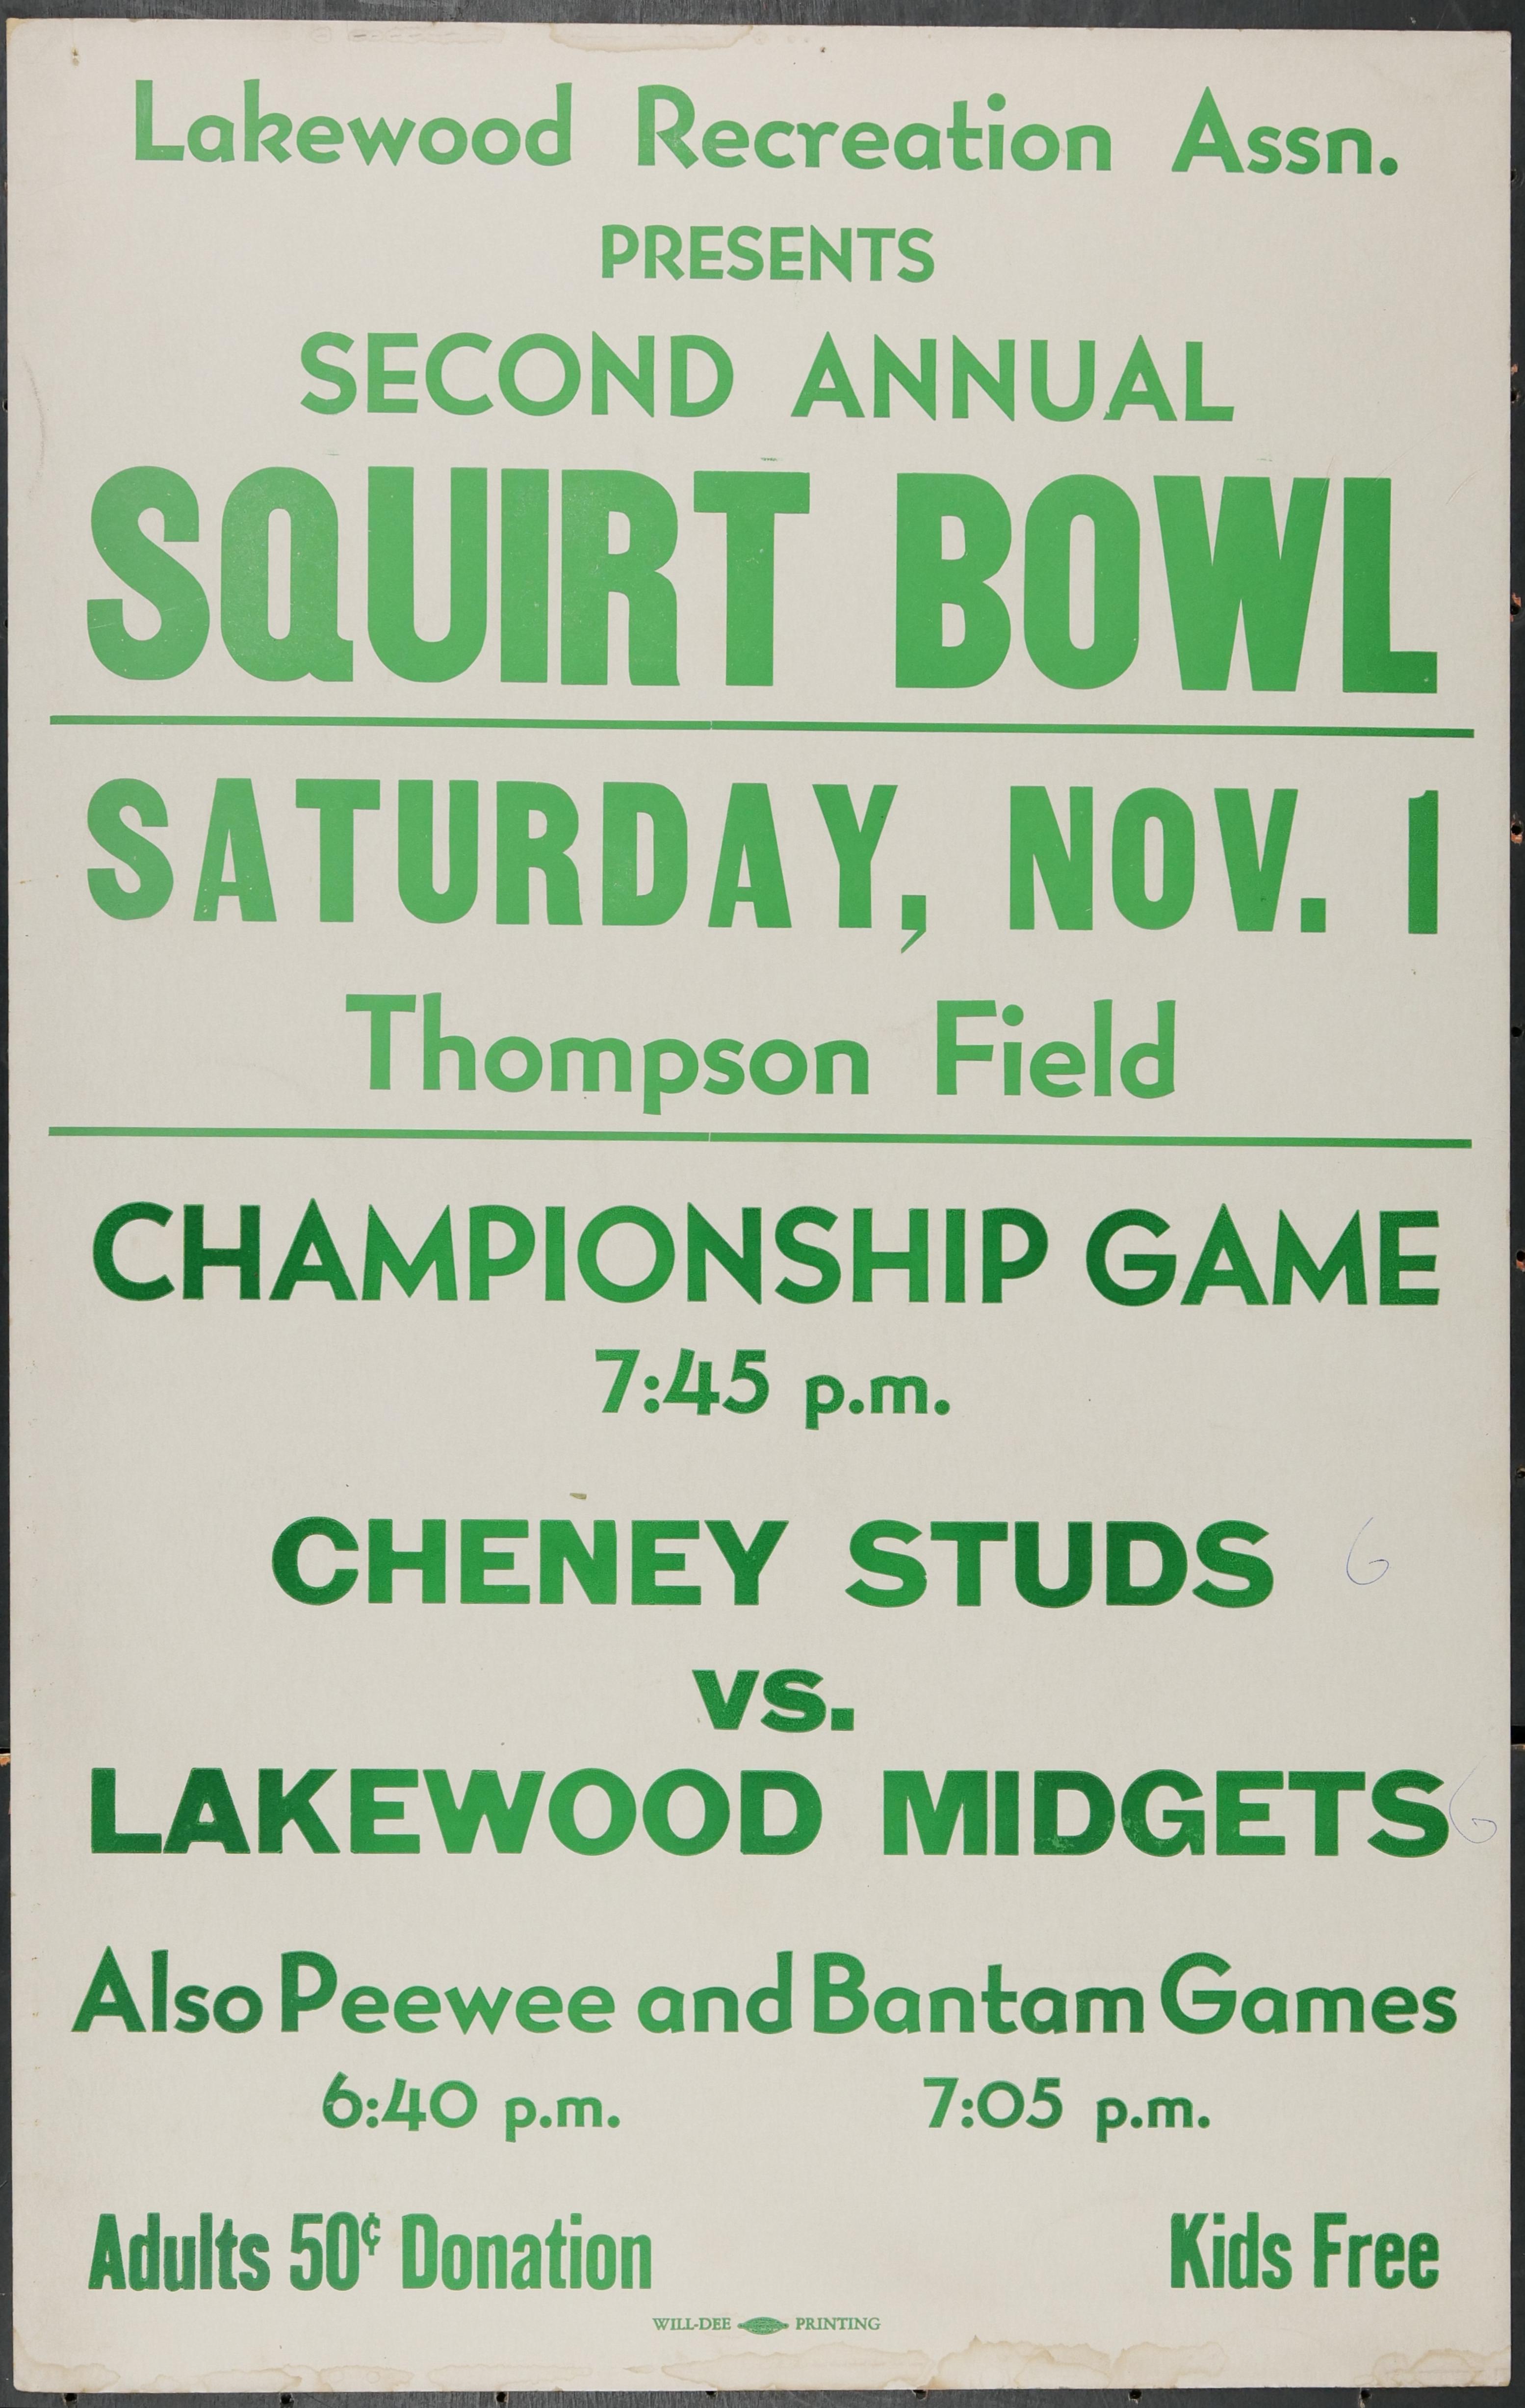 Lakewood Recreation Assn.
PRESENTS
SECOND ANNUAL
SQUIRT BOWL
SATURDAY, NOV. 1
Thompson Field
CHAMPIONSHIP GAME
7:45 p.m.
CHENEY STUDS 6
VS.
LAKEWOOD MIDGETS 6
Also Peewee and Bantam Games
6:40 p.m. 7:05 p.m.
Adults 50¢ Donation Kids Free
WILL-DEE PRINTING